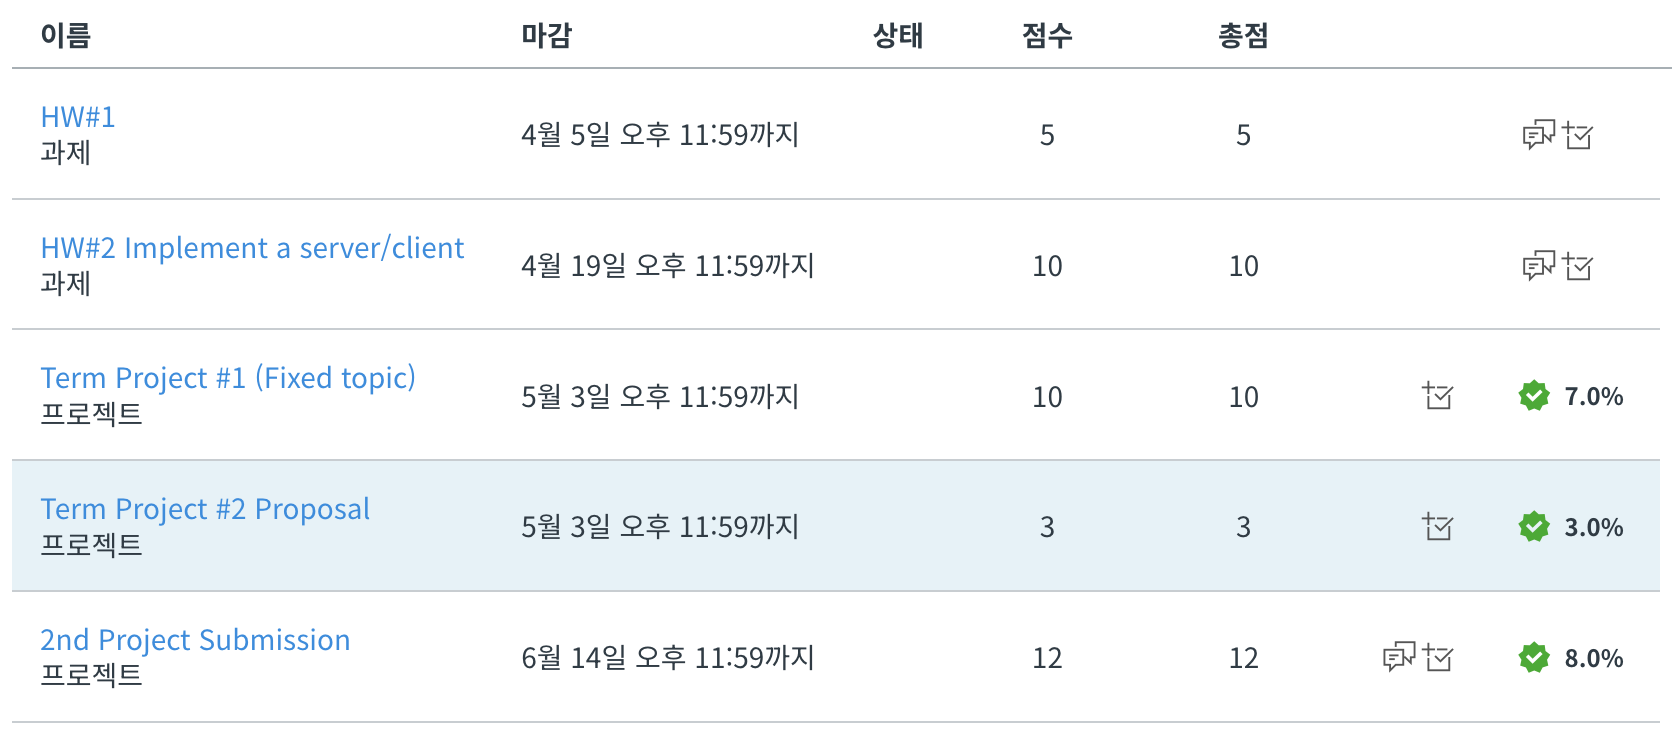 이름 마감 상태 점수 총점
HW#1
과제
4월 5일 오후 11:59까지 5 5
HW#2 Implement a server/client
과제
4월 19일 오후 11:59까지 10 10
Term Project #1 (Fixed topic)
프로젝트
5월 3일 오후 11:59까지 10 10 7.0%
Term Project #2 Proposal
프로젝트
5월 3일 오후 11:59까지 3 3 3.0%
2nd Project Submission
프로젝트
6월 14일 오후 11:59까지 12 12 8.0%